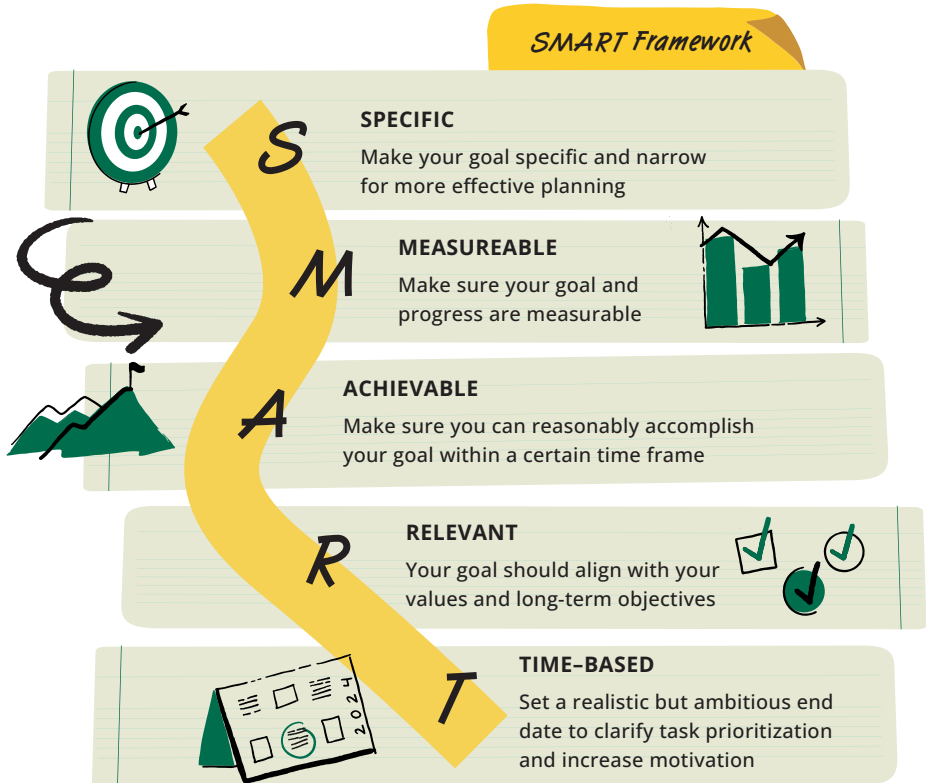 SMART Framework
S
SPECIFIC
Make your goal specific and narrow
for more effective planning
M
MEASUREABLE
Make sure your goal and
progress are measurable
A
ACHIEVABLE
Make sure you can reasonably accomplish
your goal within a certain time frame
R
RELEVANT
Your goal should align with your
values and long-term objectives
T
TIME–BASED
Set a realistic but ambitious end
date to clarify task prioritization
and increase motivation
2024